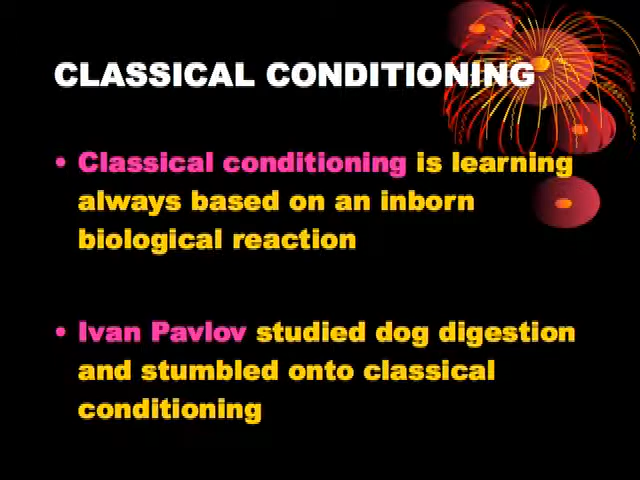 CLASSICAL CONDITIONING
• Classical conditioning is learning
always based on an inborn
biological reaction
• Ivan Pavlov studied dog digestion
and stumbled onto classical
conditioning